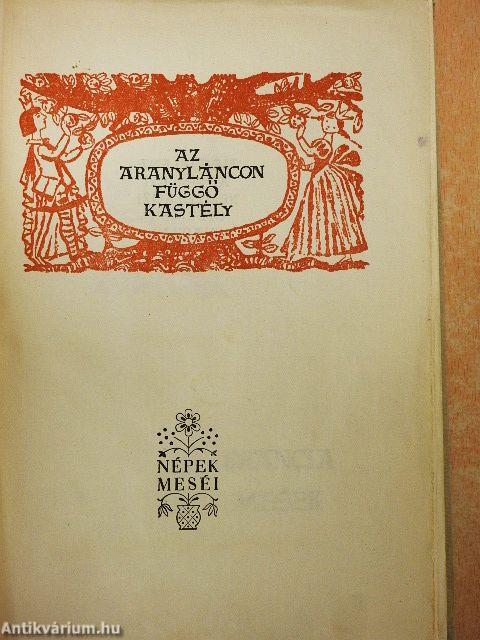 AZ
ARANYLÁNCON
FÜGGŐ
KASTÉLY
NÉPEK
MESÉI
Antikvárium.hu